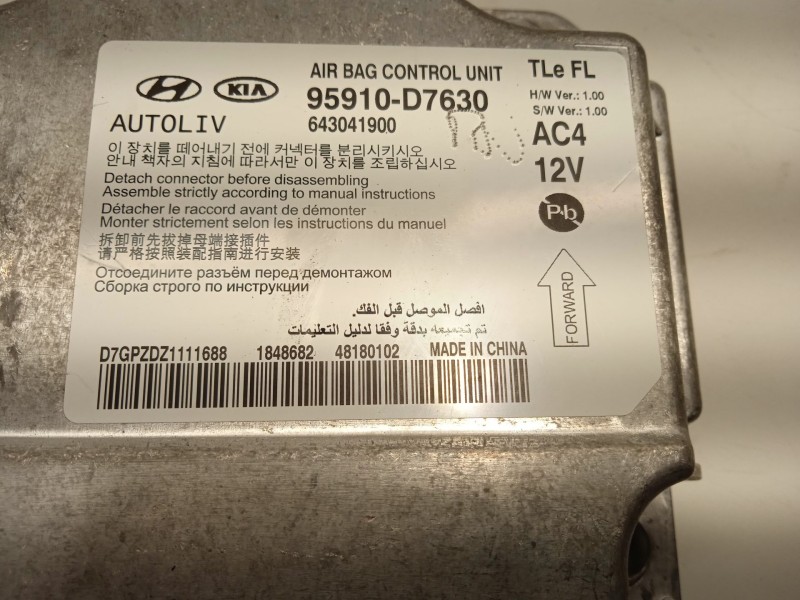 HYUNDAI KIA AIR BAG CONTROL UNIT TLe FL
95910-D7630 H/W Ver.: 1.00
S/W Ver.: 1.00
AUTOLIV 643041900 AC4
이 장치를 떼어내기 전에 커넥터를 분리시키시오
안내 책자의 지침에 따라서만 이 장치를 조립하십시오
12V
Detach connector before disassembling
Assemble strictly according to manual instructions
Détacher le raccord avant de démonter
Monter strictement selon les instructions du manuel
Pb
拆卸前先拔掉母端接插件
请严格按照装配指南进行安装
Отсоедините разъём перед демонтажом
Сборка строго по инструкции
FORWARD
افصل الموصل قبل الفك.
تم تجميعه بدقة وفقا لدليل التعليمات
D7GPZDZ1111688 1848682 48180102 MADE IN CHINA